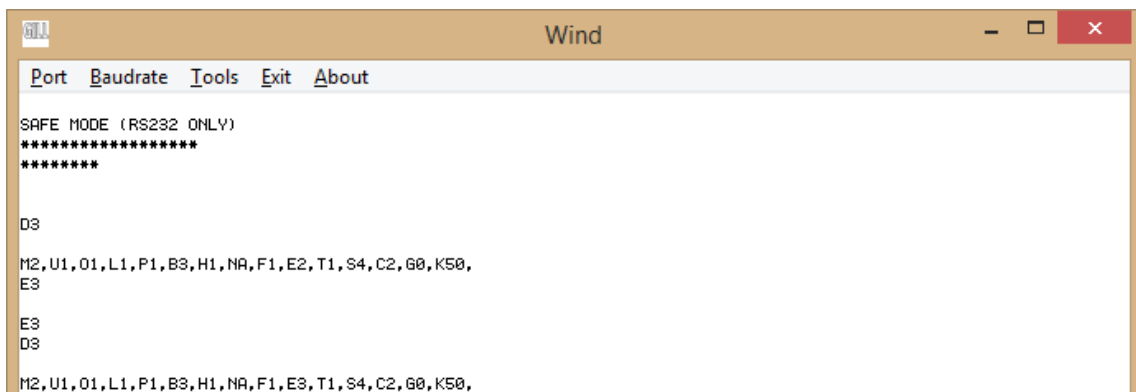 GILL
Wind
Port Baudrate Tools Exit About
SAFE MODE (RS232 ONLY)
******************
********
D3
M2,U1,O1,L1,P1,B3,H1,NA,F1,E2,T1,S4,C2,G0,K50,
E3
E3
D3
M2,U1,O1,L1,P1,B3,H1,NA,F1,E3,T1,S4,C2,G0,K50,